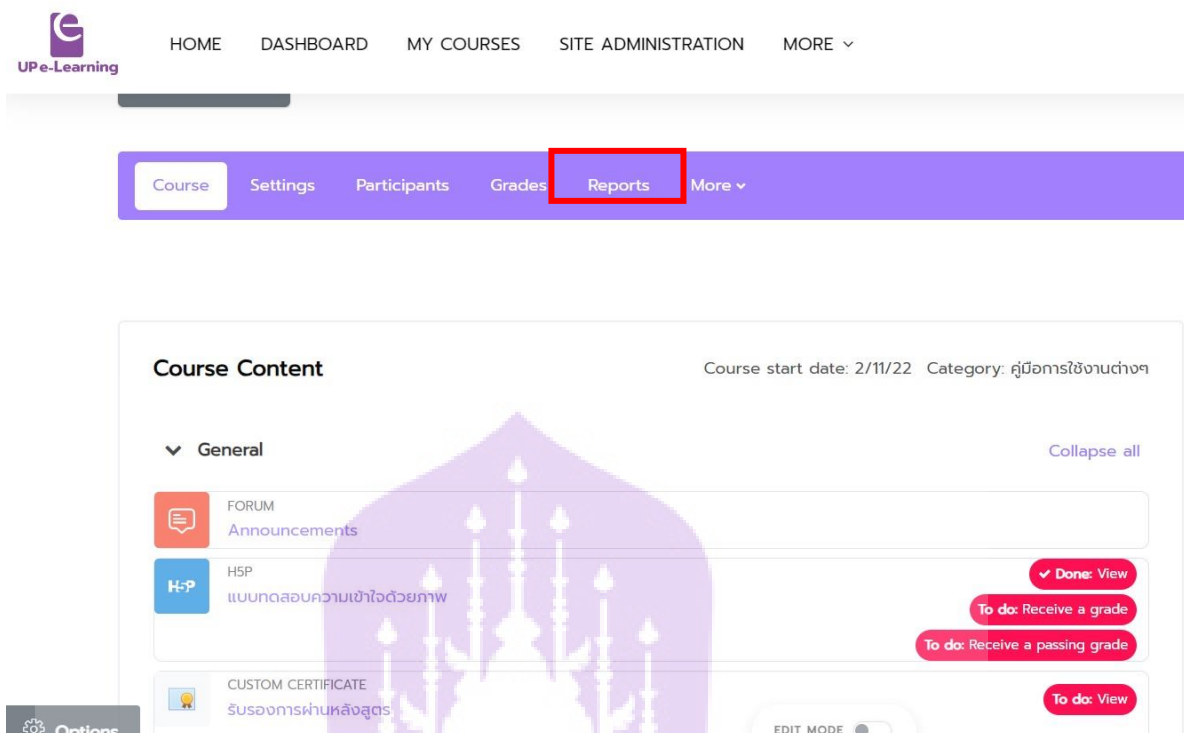 UP e-Learning
HOME DASHBOARD MY COURSES SITE ADMINISTRATION MORE
Course Settings Participants Grades Reports More
Course Content
Course start date: 2/11/22 Category: คู่มือการใช้งานต่างๆ
General
Collapse all
FORUM
Announcements
H5P
H5P
แบบทดสอบความเข้าใจด้วยภาพ
Done: View
To do: Receive a grade
To do: Receive a passing grade
CUSTOM CERTIFICATE
รับรองการผ่านหลักสูตร
To do: View
Options
EDIT MODE